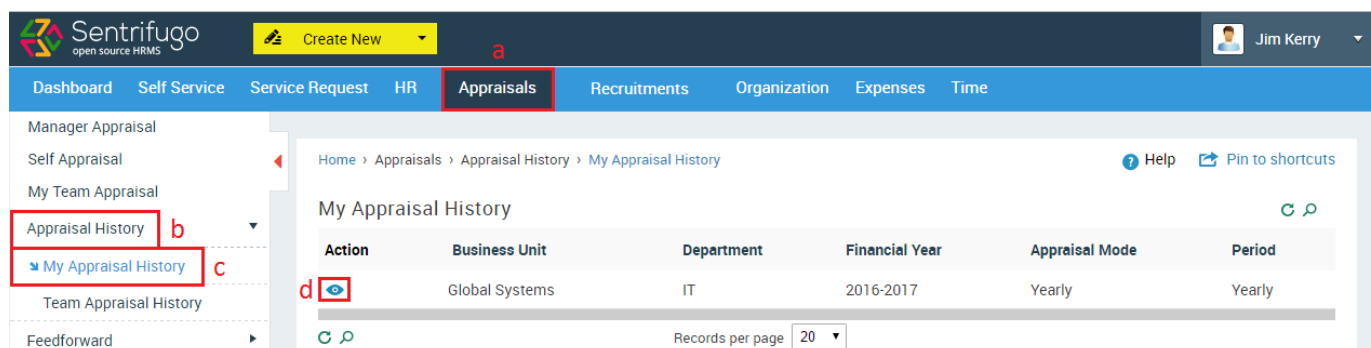 Sentrifugo
open source HRMS
Create New
Jim Kerry
a
Dashboard Self Service Service Request HR Appraisals Recruitments Organization Expenses Time
Manager Appraisal
Self Appraisal
My Team Appraisal
Appraisal History b
My Appraisal History c
Team Appraisal History
Feedforward
Home › Appraisals › Appraisal History › My Appraisal History
Help Pin to shortcuts
My Appraisal History
Action Business Unit Department Financial Year Appraisal Mode Period
d Global Systems IT 2016-2017 Yearly Yearly
Records per page 20